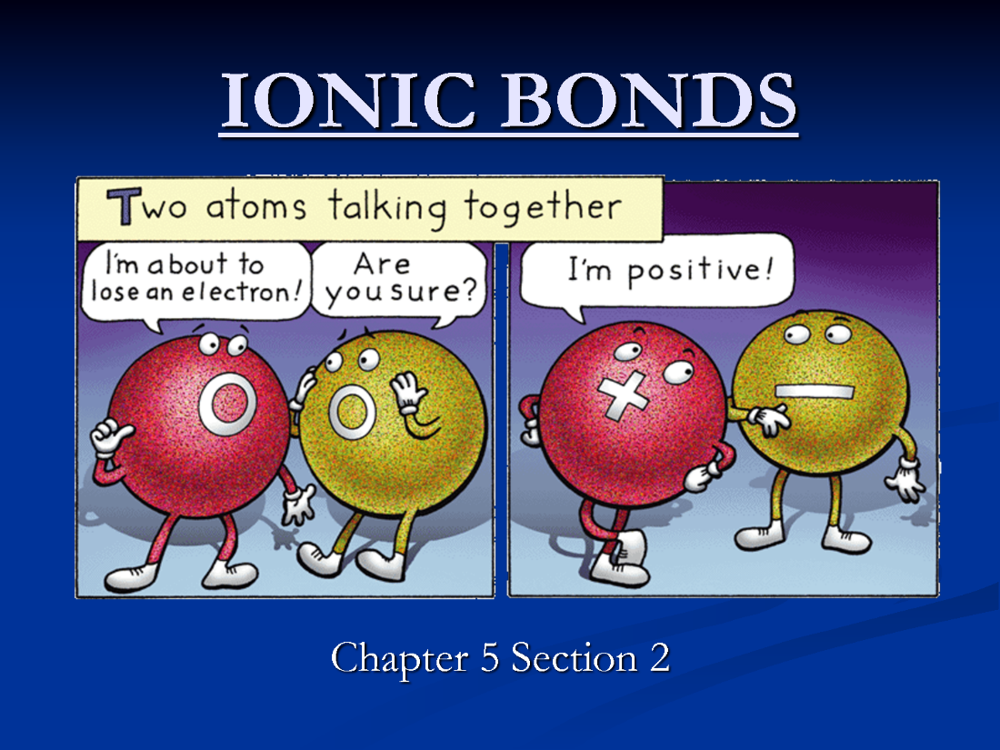 IONIC BONDS
Two atoms talking together
I'm about to
lose an electron!
Are
you sure?
I'm positive!
O
O
Chapter 5 Section 2